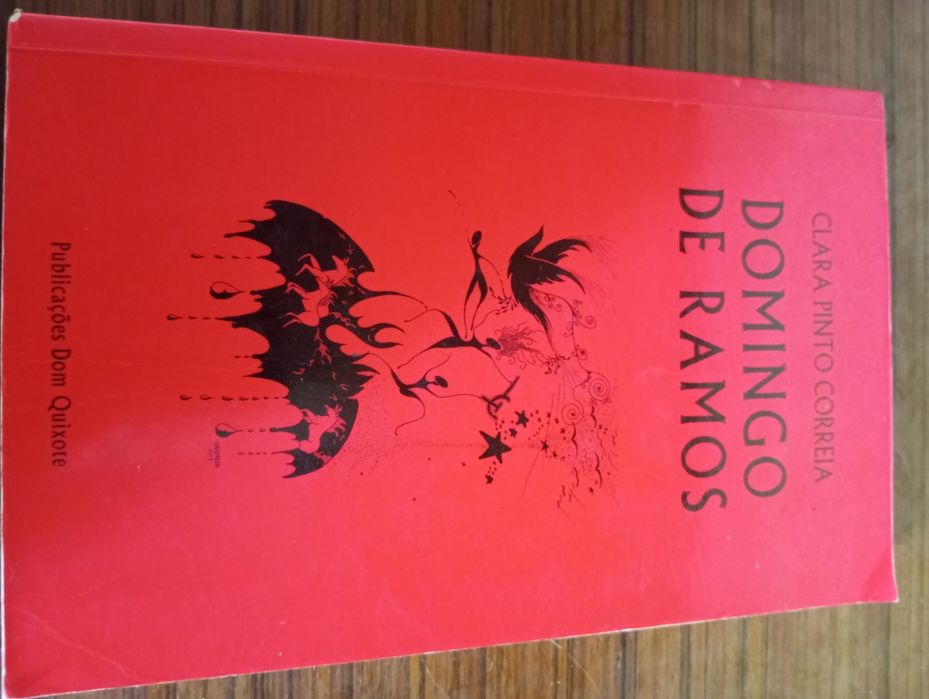 CLARA PINTO CORREIA
DOMINGO
DE RAMOS
Publicações Dom Quixote